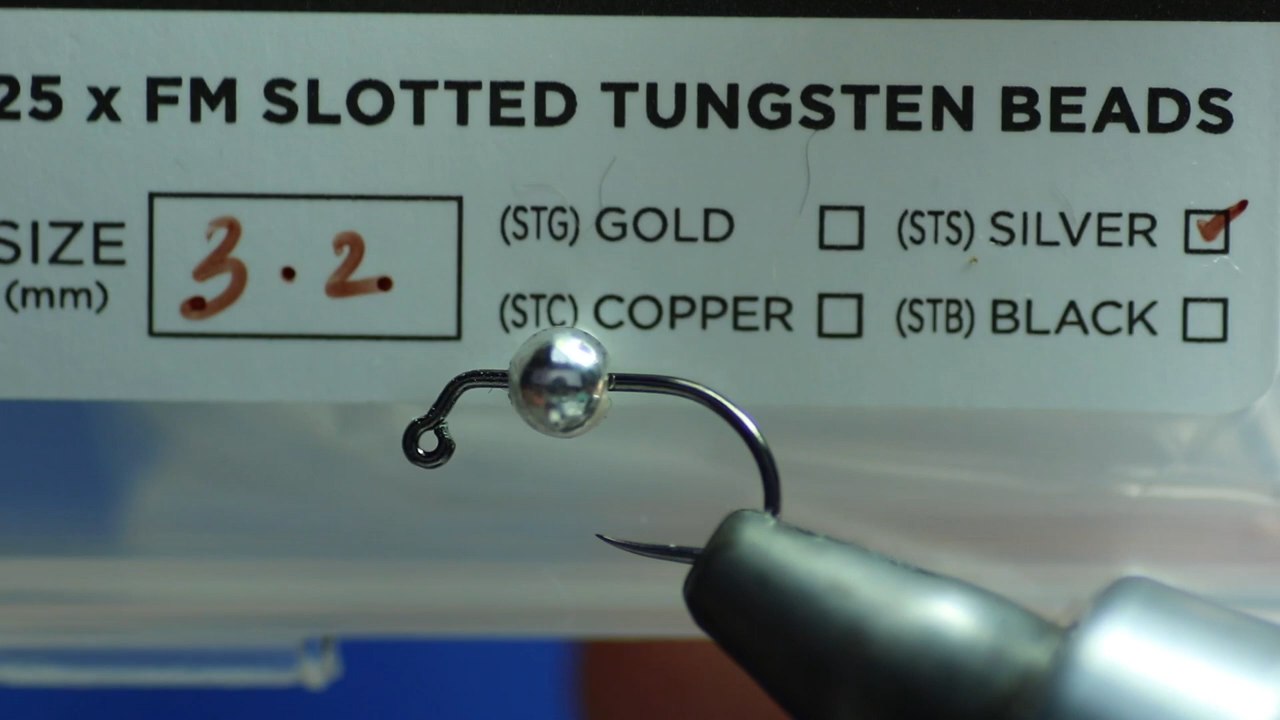 25 x FM SLOTTED TUNGSTEN BEADS
SIZE 3.2 (STG) GOLD (STS) SILVER
(mm) (STC) COPPER (STB) BLACK